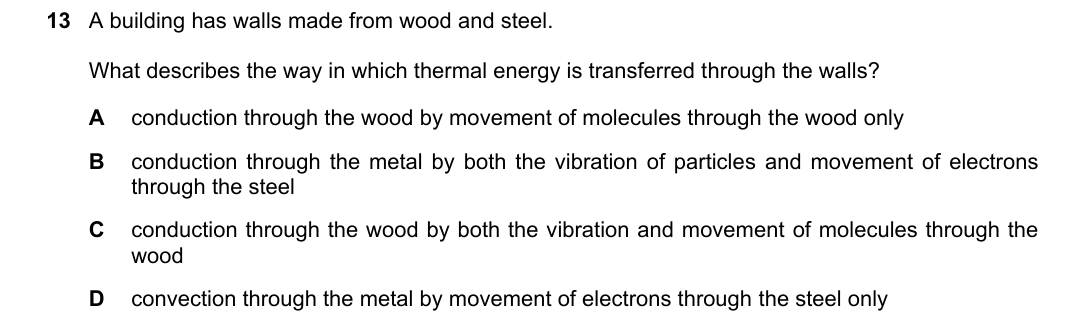 13 A building has walls made from wood and steel.
What describes the way in which thermal energy is transferred through the walls?
A conduction through the wood by movement of molecules through the wood only
B conduction through the metal by both the vibration of particles and movement of electrons
through the steel
C conduction through the wood by both the vibration and movement of molecules through the
wood
D convection through the metal by movement of electrons through the steel only